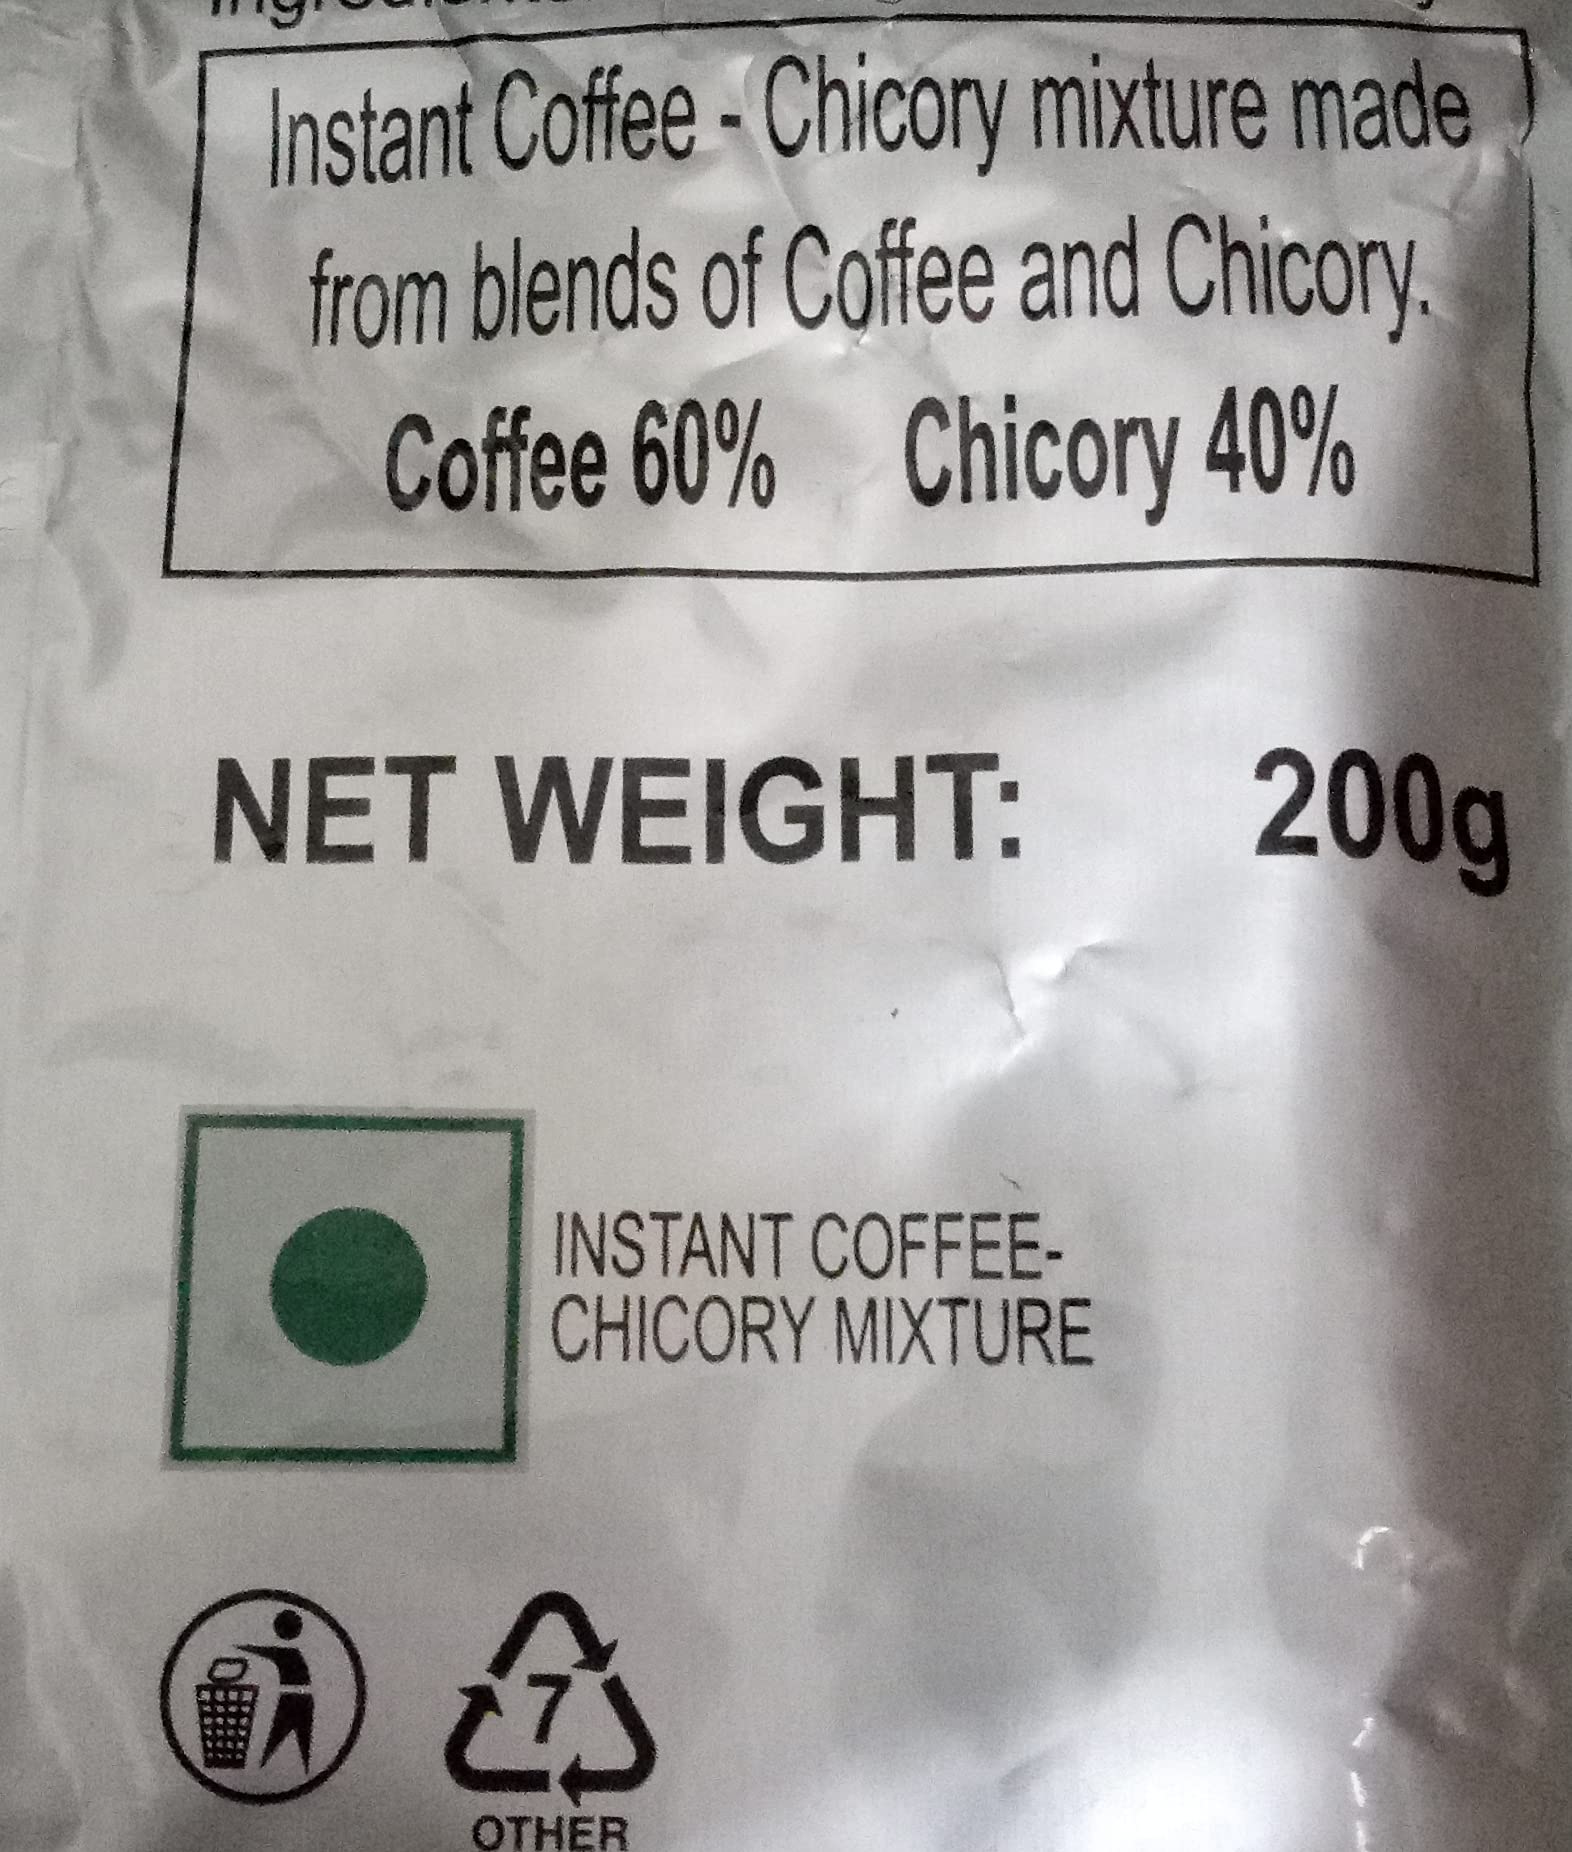 Instant Coffee - Chicory mixture made
from blends of Coffee and Chicory.
Coffee 60% Chicory 40%
NET WEIGHT: 200g
INSTANT COFFEE-
CHICORY MIXTURE
7
OTHER